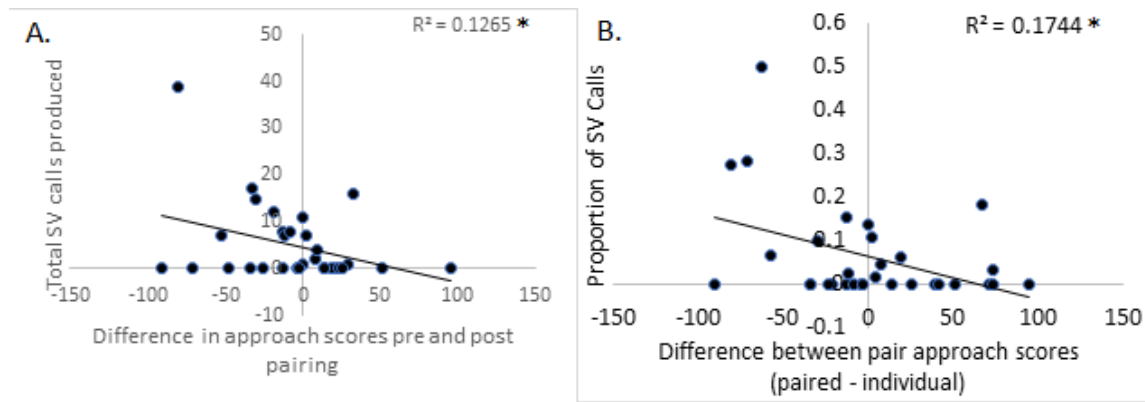 A.
R² = 0.1265 *
Total SV calls produced
50
40
30
20
10
0
-10
-150
-100
-50
0
50
100
150
Difference in approach scores pre and post
pairing
B.
R² = 0.1744 *
Proportion of SV Calls
0.6
0.5
0.4
0.3
0.2
0.1
0
-0.1
-150
-100
-50
0
50
100
150
Difference between pair approach scores
(paired - individual)